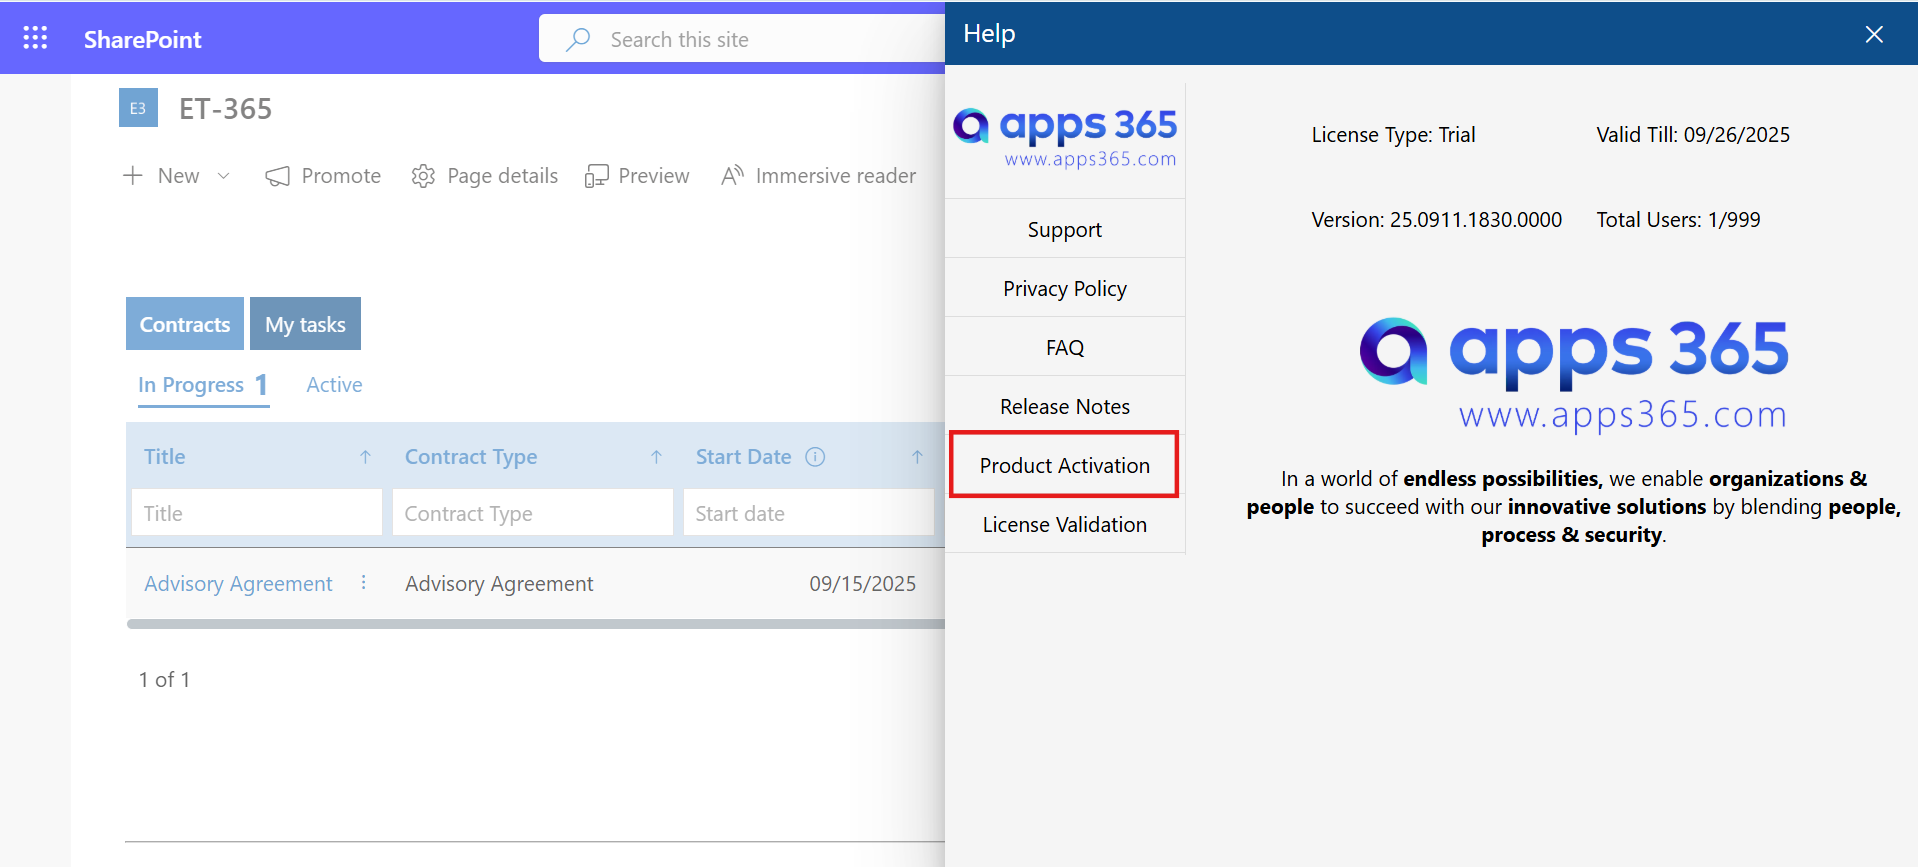 SharePoint
Search this site
E3
ET-365
New
Promote
Page details
Preview
Immersive reader
Contracts
My tasks
In Progress 1
Active
Title
Contract Type
Start Date
Title
Contract Type
Start date
Advisory Agreement
Advisory Agreement
09/15/2025
1 of 1
Help
apps 365
www.apps365.com
Support
Privacy Policy
FAQ
Release Notes
Product Activation
License Validation
License Type: Trial
Valid Till: 09/26/2025
Version: 25.0911.1830.0000
Total Users: 1/999
apps 365
www.apps365.com
In a world of endless possibilities, we enable organizations &
people to succeed with our innovative solutions by blending people,
process & security.